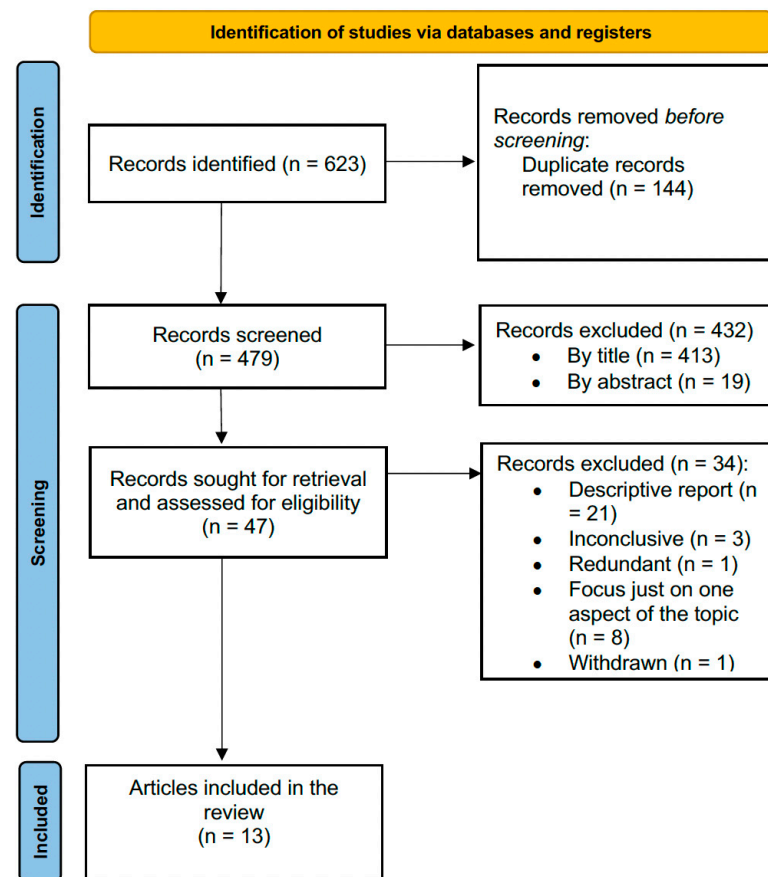 Identification of studies via databases and registers
Identification
Records identified (n = 623)
Records removed before
screening:
Duplicate records
removed (n = 144)
Screening
Records screened
(n = 479)
Records excluded (n = 432)
• By title (n = 413)
• By abstract (n = 19)
Records sought for retrieval
and assessed for eligibility
(n = 47)
Records excluded (n = 34):
• Descriptive report (n
= 21)
• Inconclusive (n = 3)
• Redundant (n = 1)
• Focus just on one
aspect of the topic
(n = 8)
• Withdrawn (n = 1)
Included
Articles included in the
review
(n = 13)